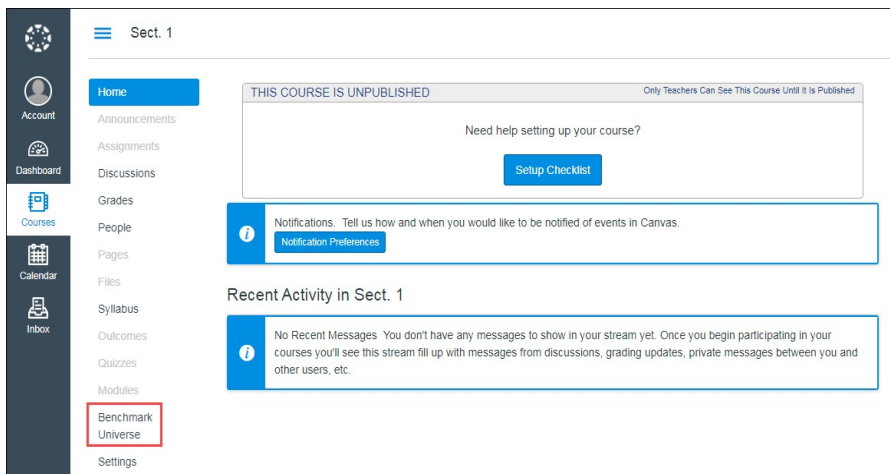 Sect. 1
Account
Dashboard
Courses
Calendar
Inbox
Home
Announcements
Assignments
Discussions
Grades
People
Pages
Files
Syllabus
Outcomes
Quizzes
Modules
Benchmark
Universe
Settings
THIS COURSE IS UNPUBLISHED
Only Teachers Can See This Course Until It Is Published
Need help setting up your course?
Setup Checklist
Notifications. Tell us how and when you would like to be notified of events in Canvas.
Notification Preferences
Recent Activity in Sect. 1
No Recent Messages You don't have any messages to show in your stream yet. Once you begin participating in your
courses you'll see this stream fill up with messages from discussions, grading updates, private messages between you and
other users, etc.